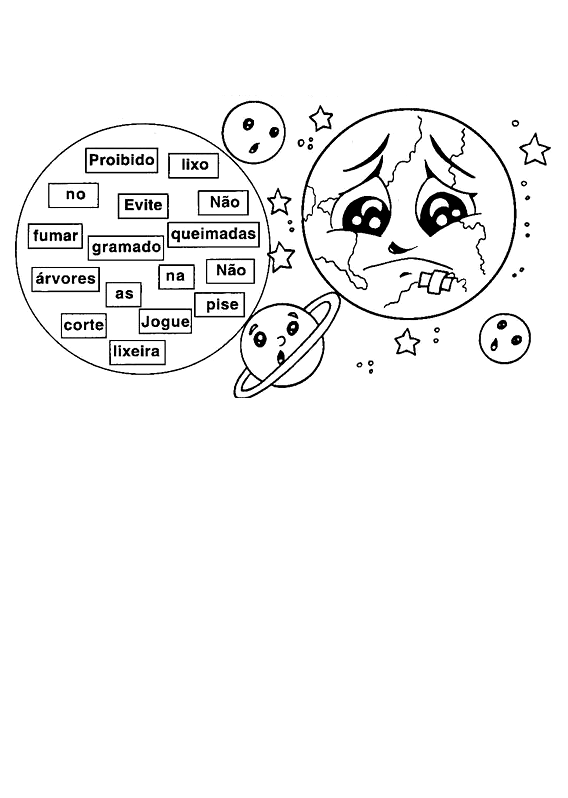 Proibido lixo
no Evite Não
fumar gramado queimadas
árvores na Não
as pise
corte Jogue
lixeira